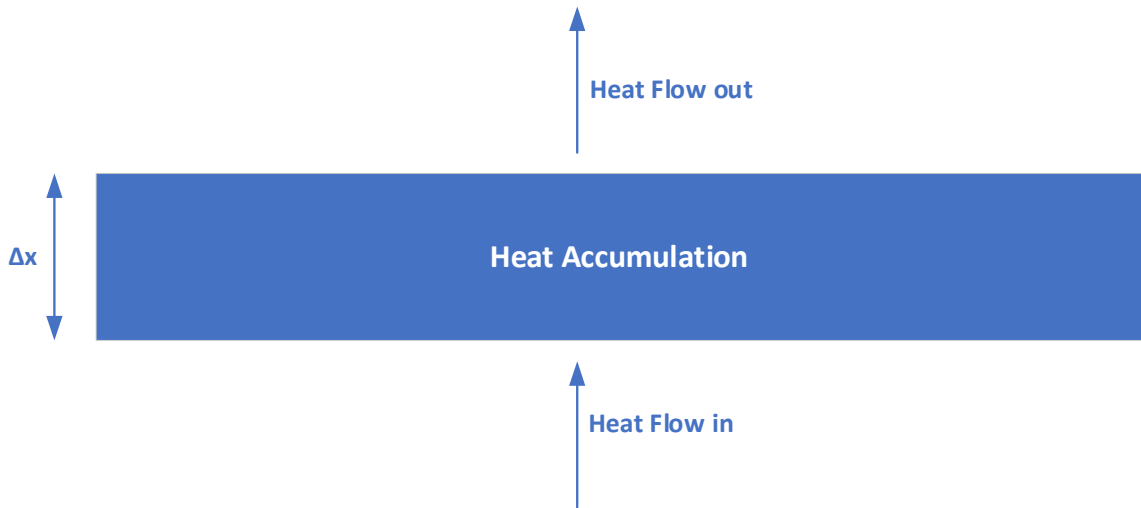 Heat Flow out
Δx
Heat Accumulation
Heat Flow in